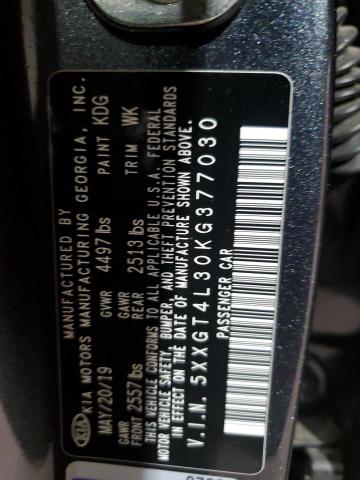 MANUFACTURED BY
KIA KIA MOTORS MANUFACTURING GEORGIA, INC.
MAY/20/19 GVWR 4497lbs PAINT KDG
GAWR FRONT 2557lbs GAWR REAR 2513lbs TRIM WK
THIS VEHICLE CONFORMS TO ALL APPLICABLE U.S.A. FEDERAL
MOTOR VEHICLE SAFETY, BUMPER, AND THEFT PREVENTION STANDARDS
IN EFFECT ON THE DATE OF MANUFACTURE SHOWN ABOVE.
V.I.N. 5XXGT4L30KG377030
PASSENGER CAR